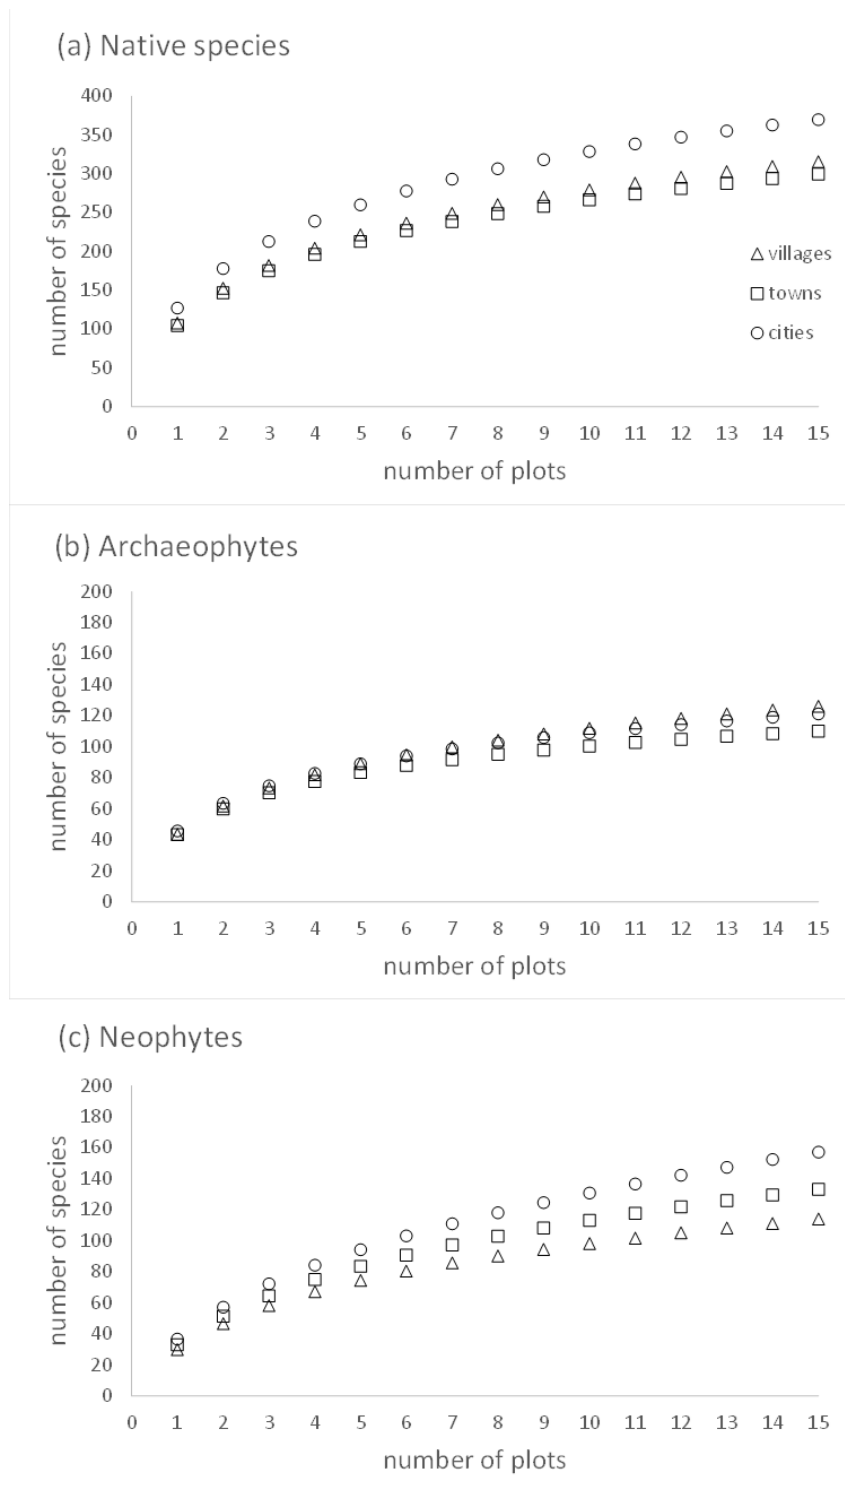 (a) Native species
400
350
300
250
200
150
100
50
0
number of species
0 1 2 3 4 5 6 7 8 9 10 11 12 13 14 15
number of plots
villages
towns
cities
(b) Archaeophytes
200
180
160
140
120
100
80
60
40
20
0
number of species
0 1 2 3 4 5 6 7 8 9 10 11 12 13 14 15
number of plots
(c) Neophytes
200
180
160
140
120
100
80
60
40
20
0
number of species
0 1 2 3 4 5 6 7 8 9 10 11 12 13 14 15
number of plots